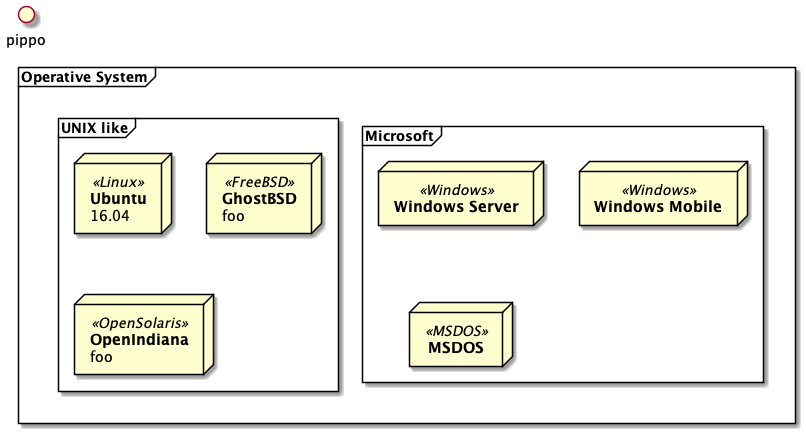 pippo
Operative System
UNIX like
«Linux»
Ubuntu
16.04
«FreeBSD»
GhostBSD
foo
«OpenSolaris»
OpenIndiana
foo
Microsoft
«Windows»
Windows Server
«Windows»
Windows Mobile
«MSDOS»
MSDOS